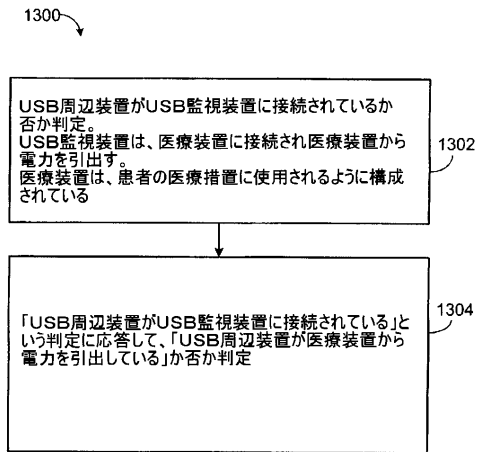 1300
USB周辺装置がUSB監視装置に接続されているか
否か判定。
USB監視装置は、医療装置に接続され医療装置から
電力を引出す。
医療装置は、患者の医療措置に使用されるように構成
されている
1302
「USB周辺装置がUSB監視装置に接続されている」と
いう判定に応答して、「USB周辺装置が医療装置から
電力を引出している」か否か判定
1304